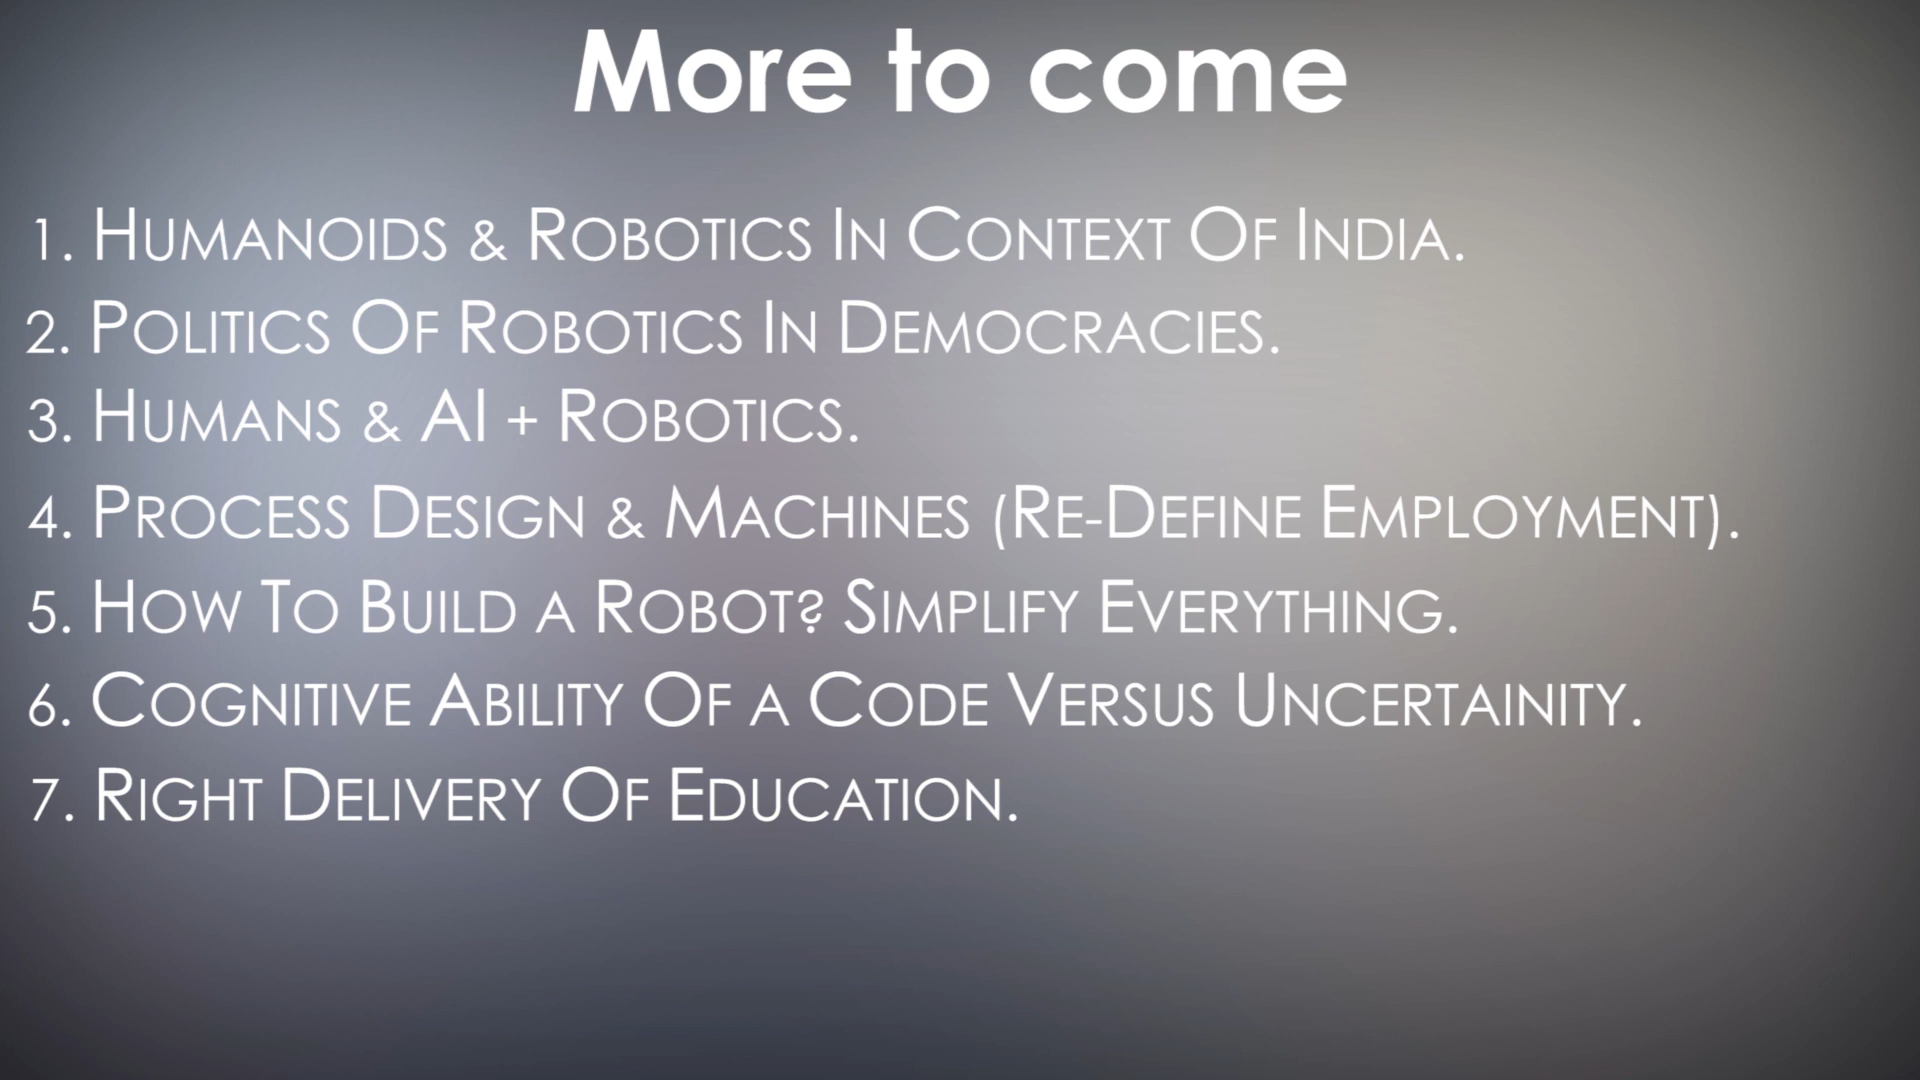 More to come
1. Humanoids & Robotics In Context Of India.
2. Politics Of Robotics In Democracies.
3. Humans & AI + Robotics.
4. Process Design & Machines (Re-Define Employment).
5. How To Build a Robot? Simplify Everything.
6. Cognitive Ability Of a Code Versus Uncertainity.
7. Right Delivery Of Education.